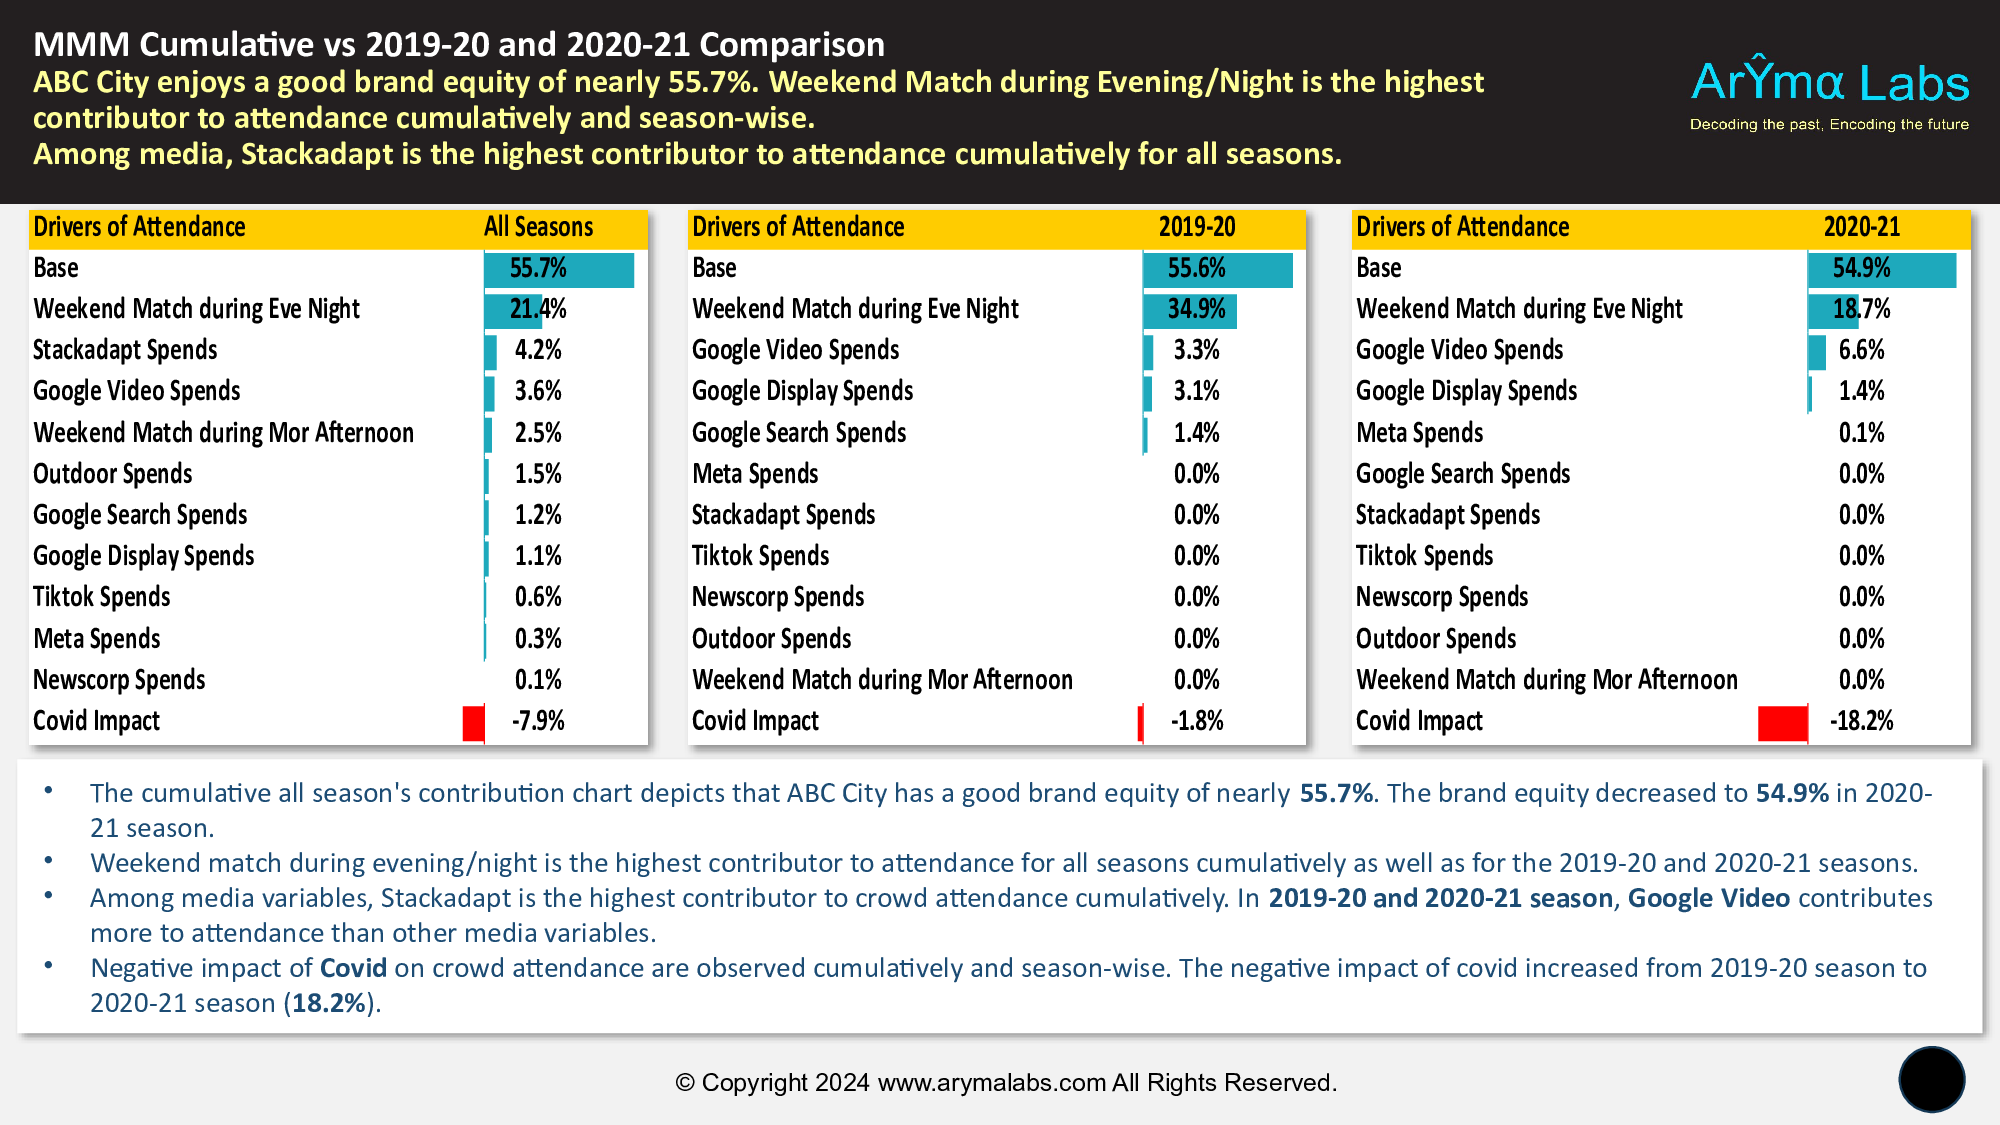 MMM Cumulative vs 2019-20 and 2020-21 Comparison
ABC City enjoys a good brand equity of nearly 55.7%. Weekend Match during Evening/Night is the highest
contributor to attendance cumulatively and season-wise.
Among media, Stackadapt is the highest contributor to attendance cumulatively for all seasons.
ArŶmα Labs
Decoding the past, Encoding the future
Drivers of Attendance All Seasons
Base 55.7%
Weekend Match during Eve Night 21.4%
Stackadapt Spends 4.2%
Google Video Spends 3.6%
Weekend Match during Mor Afternoon 2.5%
Outdoor Spends 1.5%
Google Search Spends 1.2%
Google Display Spends 1.1%
Tiktok Spends 0.6%
Meta Spends 0.3%
Newscorp Spends 0.1%
Covid Impact -7.9%
Drivers of Attendance 2019-20
Base 55.6%
Weekend Match during Eve Night 34.9%
Google Video Spends 3.3%
Google Display Spends 3.1%
Google Search Spends 1.4%
Meta Spends 0.0%
Stackadapt Spends 0.0%
Tiktok Spends 0.0%
Newscorp Spends 0.0%
Outdoor Spends 0.0%
Weekend Match during Mor Afternoon 0.0%
Covid Impact -1.8%
Drivers of Attendance 2020-21
Base 54.9%
Weekend Match during Eve Night 18.7%
Google Video Spends 6.6%
Google Display Spends 1.4%
Meta Spends 0.1%
Google Search Spends 0.0%
Stackadapt Spends 0.0%
Tiktok Spends 0.0%
Newscorp Spends 0.0%
Outdoor Spends 0.0%
Weekend Match during Mor Afternoon 0.0%
Covid Impact -18.2%
• The cumulative all season's contribution chart depicts that ABC City has a good brand equity of nearly 55.7%. The brand equity decreased to 54.9% in 2020-
21 season.
• Weekend match during evening/night is the highest contributor to attendance for all seasons cumulatively as well as for the 2019-20 and 2020-21 seasons.
• Among media variables, Stackadapt is the highest contributor to crowd attendance cumulatively. In 2019-20 and 2020-21 season, Google Video contributes
more to attendance than other media variables.
• Negative impact of Covid on crowd attendance are observed cumulatively and season-wise. The negative impact of covid increased from 2019-20 season to
2020-21 season (18.2%).
© Copyright 2024 www.arymalabs.com All Rights Reserved.